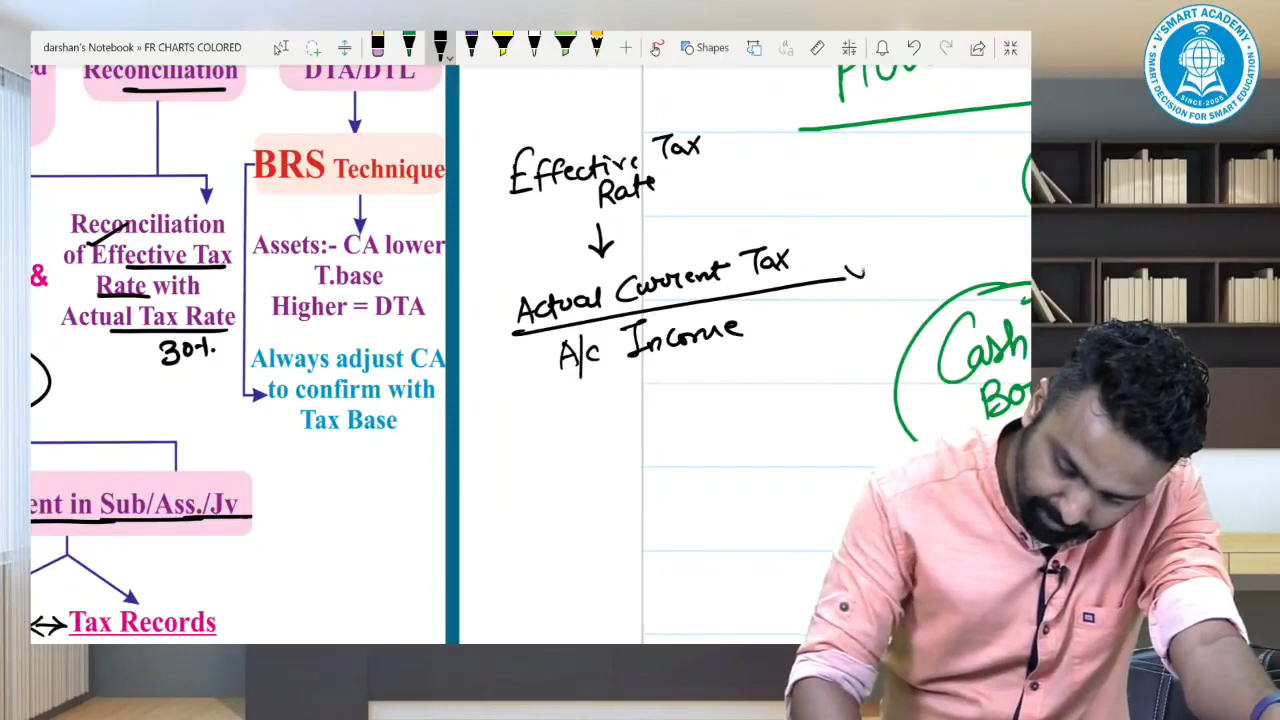 darshan's Notebook » FR CHARTS COLORED
Shapes
V'SMART ACADEMY
SINCE-2005
SMART DECISION FOR SMART EDUCATION
Reconciliation
DTA/DTL
BRS Technique
Reconciliation
of Effective Tax
Rate with
Actual Tax Rate
30%.
&
Assets:- CA lower
T.base
Higher = DTA
Always adjust CA
to confirm with
Tax Base
ent in Sub/Ass./Jv
Tax Records
Effective Tax
Rate
Actual Current Tax
A/c Income
Cash
Bo